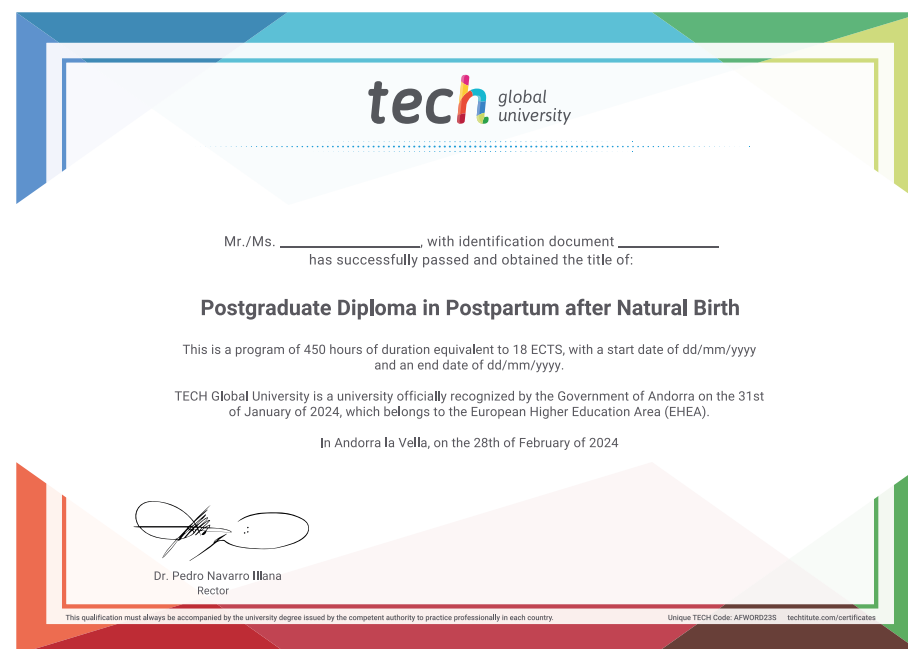 tech global
university
Mr./Ms. ____________________, with identification document ______________
has successfully passed and obtained the title of:
Postgraduate Diploma in Postpartum after Natural Birth
This is a program of 450 hours of duration equivalent to 18 ECTS, with a start date of dd/mm/yyyy
and an end date of dd/mm/yyyy.
TECH Global University is a university officially recognized by the Government of Andorra on the 31st
of January of 2024, which belongs to the European Higher Education Area (EHEA).
In Andorra la Vella, on the 28th of February of 2024
Dr. Pedro Navarro Illana
Rector
This qualification must always be accompanied by the university degree issued by the competent authority to practice professionally in each country. Unique TECH Code: AFWORD23S techtitute.com/certificates